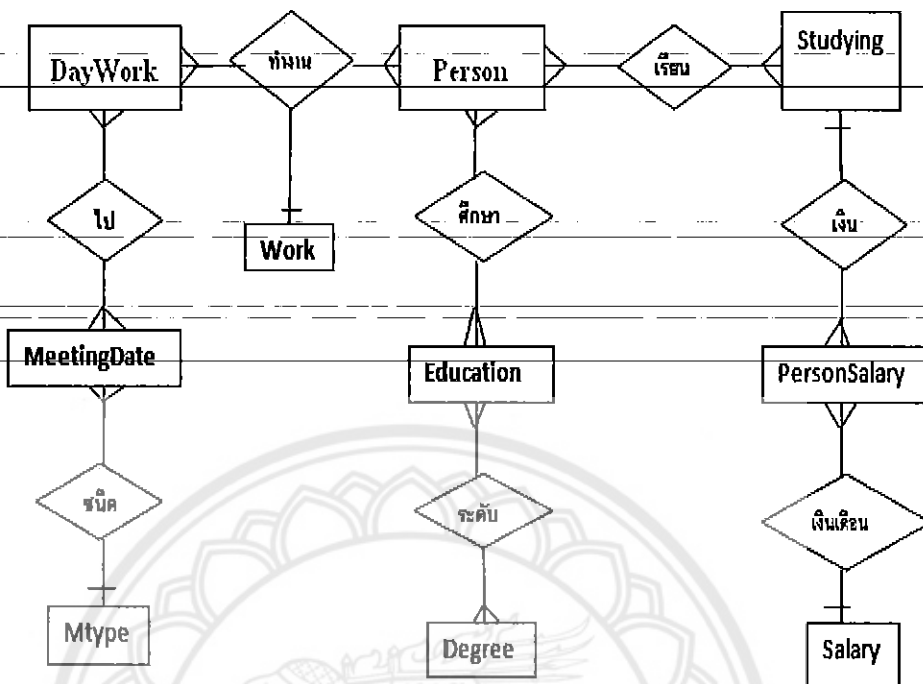 DayWork
ทำงาน
Person
เรียน
Studying
ไป
Work
ศึกษา
เงิน
MeetingDate
Education
PersonSalary
ชนิด
ระดับ
เงินเดือน
Mtype
Degree
Salary